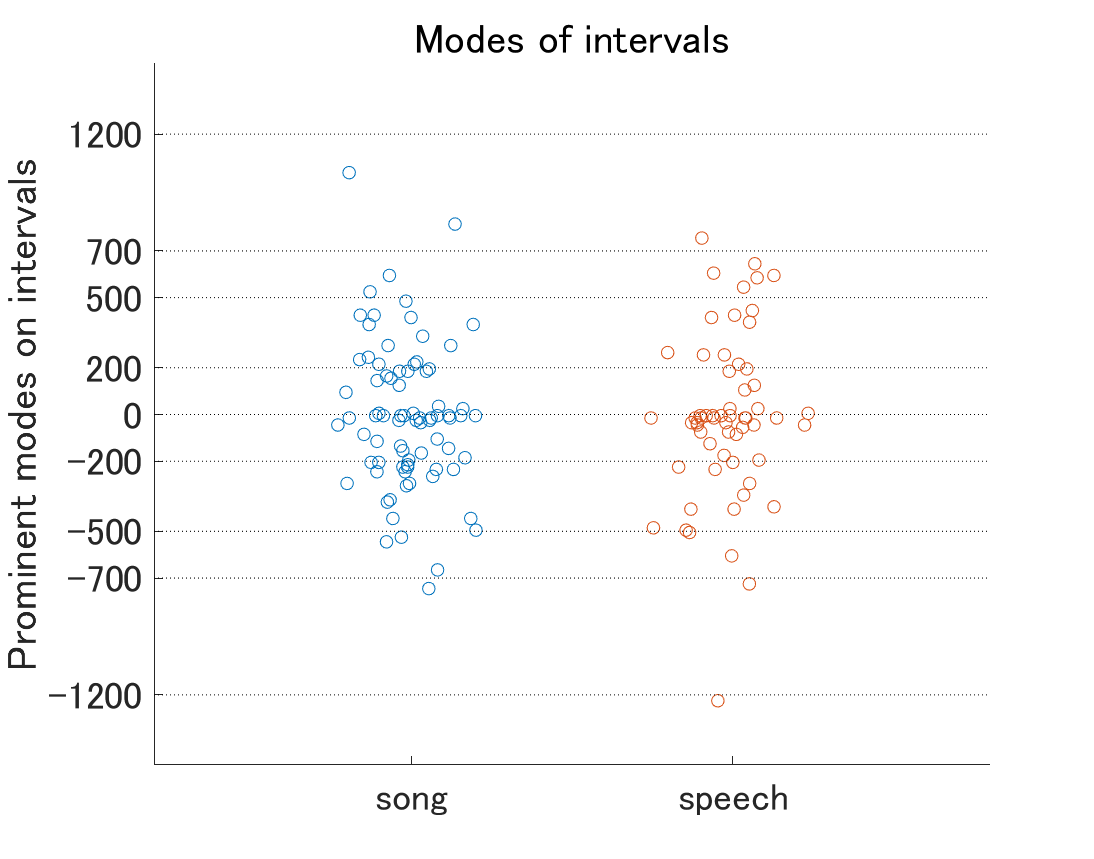 Modes of intervals
Prominent modes on intervals
1200
700
500
200
0
-200
-500
-700
-1200
song
speech